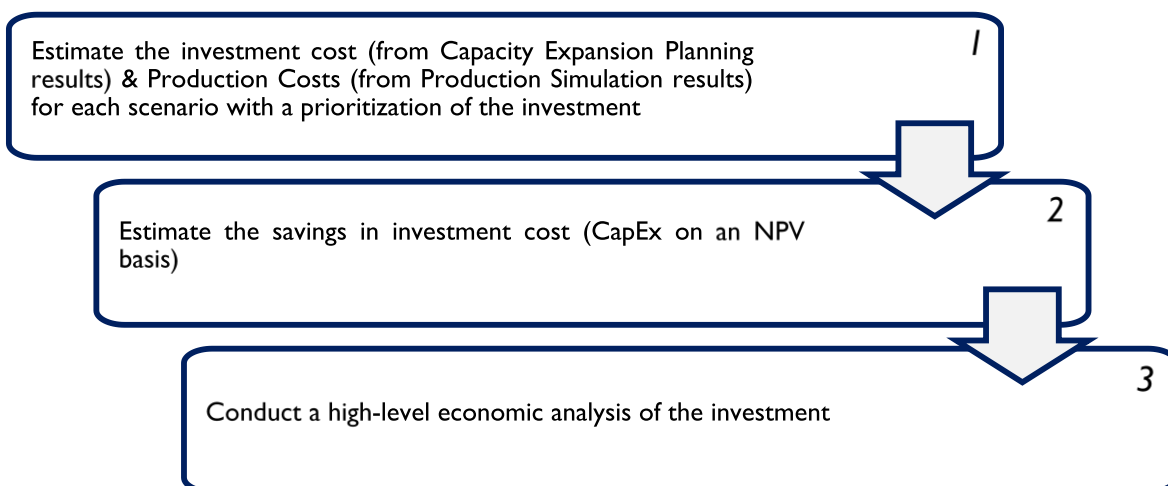 1
Estimate the investment cost (from Capacity Expansion Planning
results) & Production Costs (from Production Simulation results)
for each scenario with a prioritization of the investment
2
Estimate the savings in investment cost (CapEx on an NPV
basis)
3
Conduct a high-level economic analysis of the investment